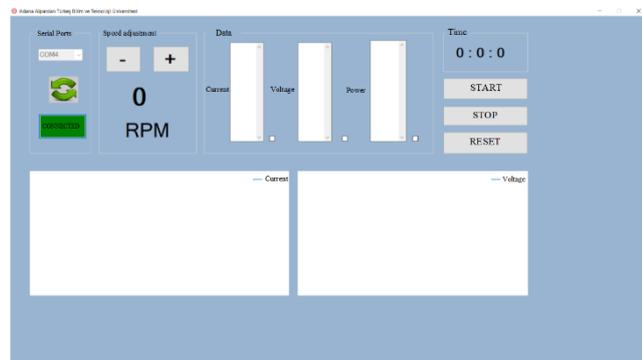 Adana Alparslan Türkeş Bilim ve Teknoloji Üniversitesi
Serial Ports
COM4
CONNECTED
Speed adjustment
- +
0
RPM
Data
Current
Voltage
Power
Time
0 : 0 : 0
START
STOP
RESET
Current
Voltage